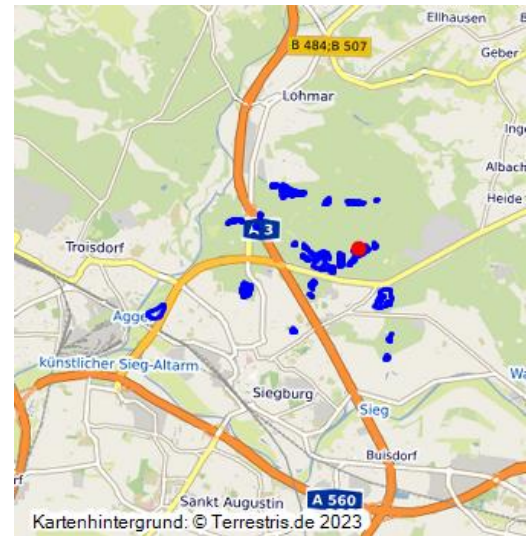 Ellhausen
B 484;B 507
Geber
Lohmar
Albach
Heide
A 3
Troisdorf
Agge
künstlicher Sieg-Altarm
Siegburg
Sieg
Buisdorf
A 560
Sankt Augustin
Kartenhintergrund: © Terrestris.de 2023